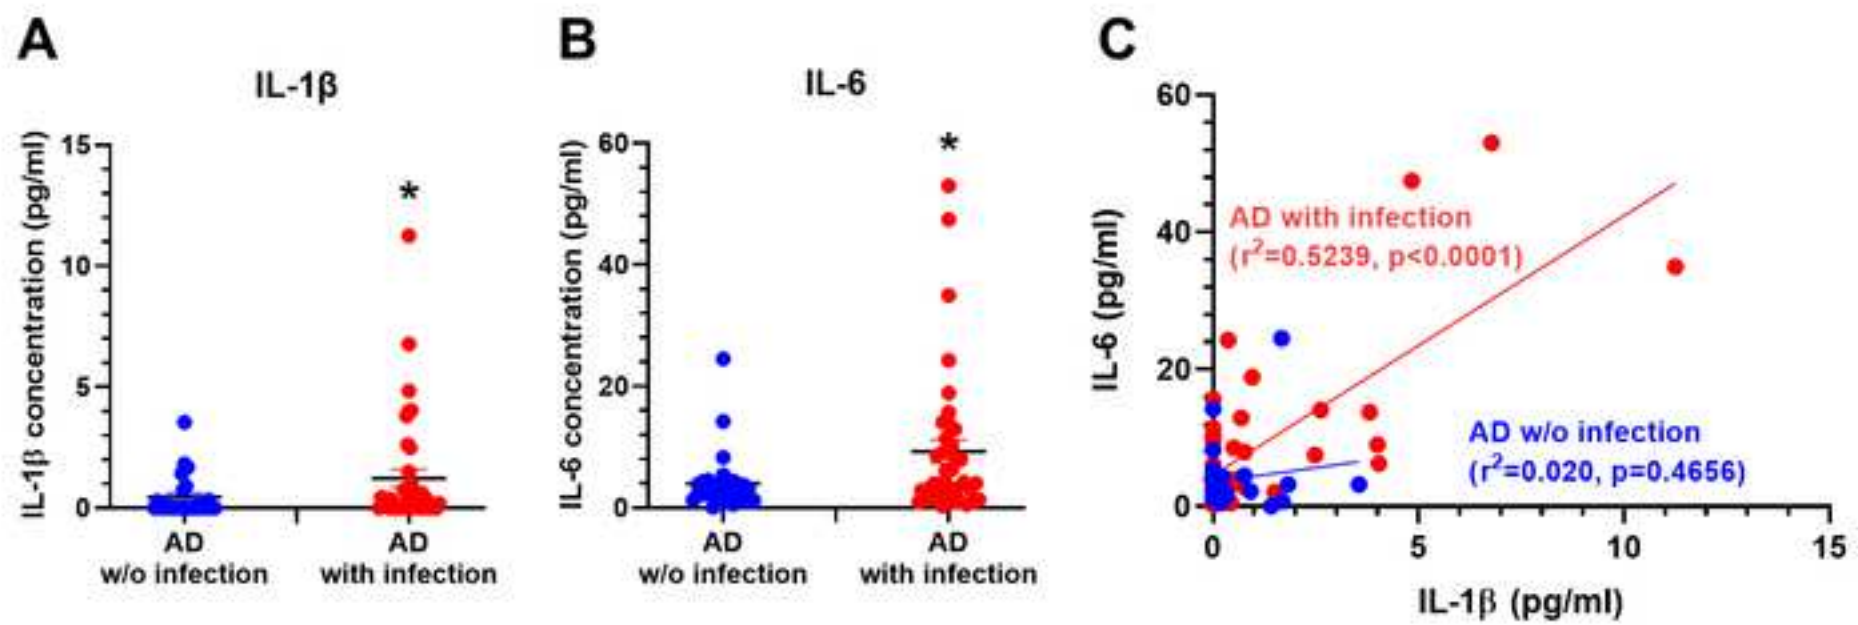 A
IL-1β
IL-1β concentration (pg/ml)
15
10
5
0
*
AD
w/o infection
AD
with infection
B
IL-6
IL-6 concentration (pg/ml)
60
40
20
0
*
AD
w/o infection
AD
with infection
C
IL-6 (pg/ml)
60
40
20
0
AD with infection
(r²=0.5239, p<0.0001)
AD w/o infection
(r²=0.020, p=0.4656)
0
5
10
15
IL-1β (pg/ml)